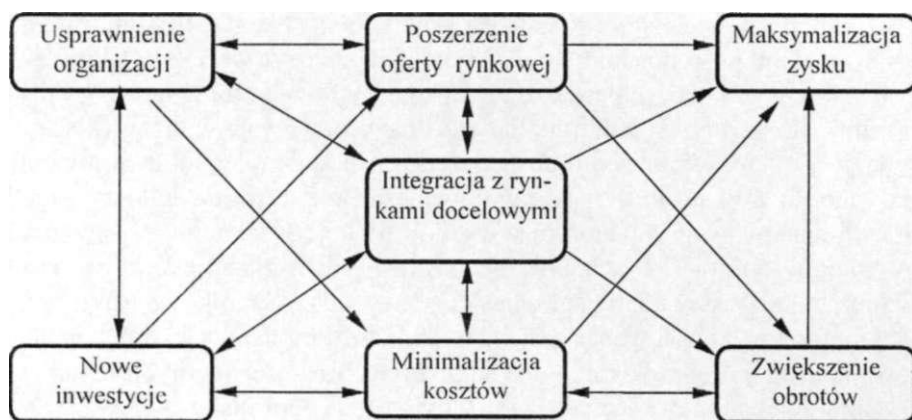 Usprawnienie
organizacji
Poszerzenie
oferty rynkowej
Maksymalizacja
zysku
Integracja z ryn-
kami docelowymi
Nowe
inwestycje
Minimalizacja
kosztów
Zwiększenie
obrotów